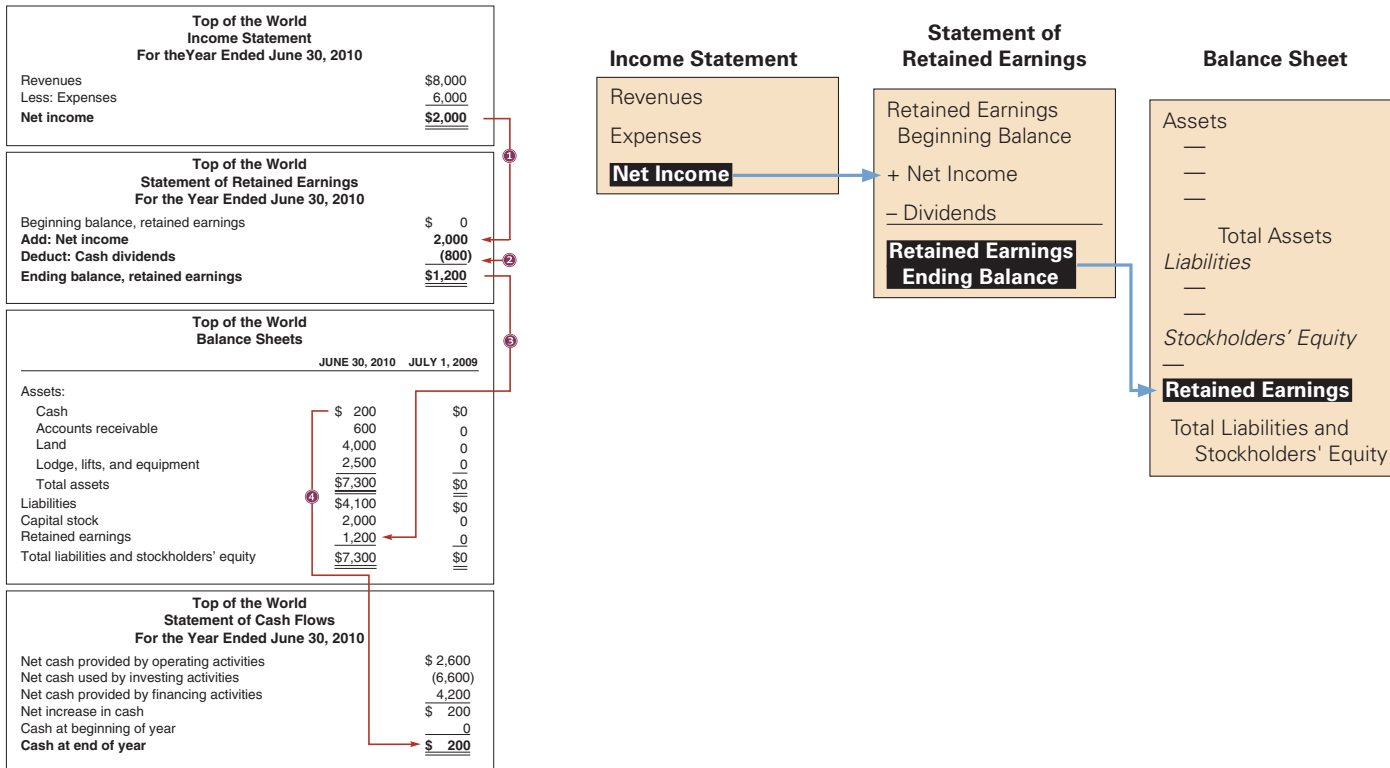 Top of the World
Income Statement
For theYear Ended June 30, 2010
Revenues $8,000
Less: Expenses 6,000
Net income $2,000
1
Top of the World
Statement of Retained Earnings
For the Year Ended June 30, 2010
Beginning balance, retained earnings $ 0
Add: Net income 2,000
Deduct: Cash dividends (800)
2
Ending balance, retained earnings $1,200
Top of the World
Balance Sheets
3
JUNE 30, 2010 JULY 1, 2009
Assets:
Cash $ 200 $0
Accounts receivable 600 0
Land 4,000 0
Lodge, lifts, and equipment 2,500 0
Total assets $7,300 $0
4
Liabilities $4,100 $0
Capital stock 2,000 0
Retained earnings 1,200 0
Total liabilities and stockholders’ equity $7,300 $0
Top of the World
Statement of Cash Flows
For the Year Ended June 30, 2010
Net cash provided by operating activities $ 2,600
Net cash used by investing activities (6,600)
Net cash provided by financing activities 4,200
Net increase in cash $ 200
Cash at beginning of year 0
Cash at end of year $ 200
Income Statement
Revenues
Expenses
Net Income
Statement of
Retained Earnings
Retained Earnings
Beginning Balance
+ Net Income
– Dividends
Retained Earnings
Ending Balance
Balance Sheet
Assets
—
—
—
Total Assets
Liabilities
—
—
Stockholders’ Equity
—
Retained Earnings
Total Liabilities and
Stockholders' Equity